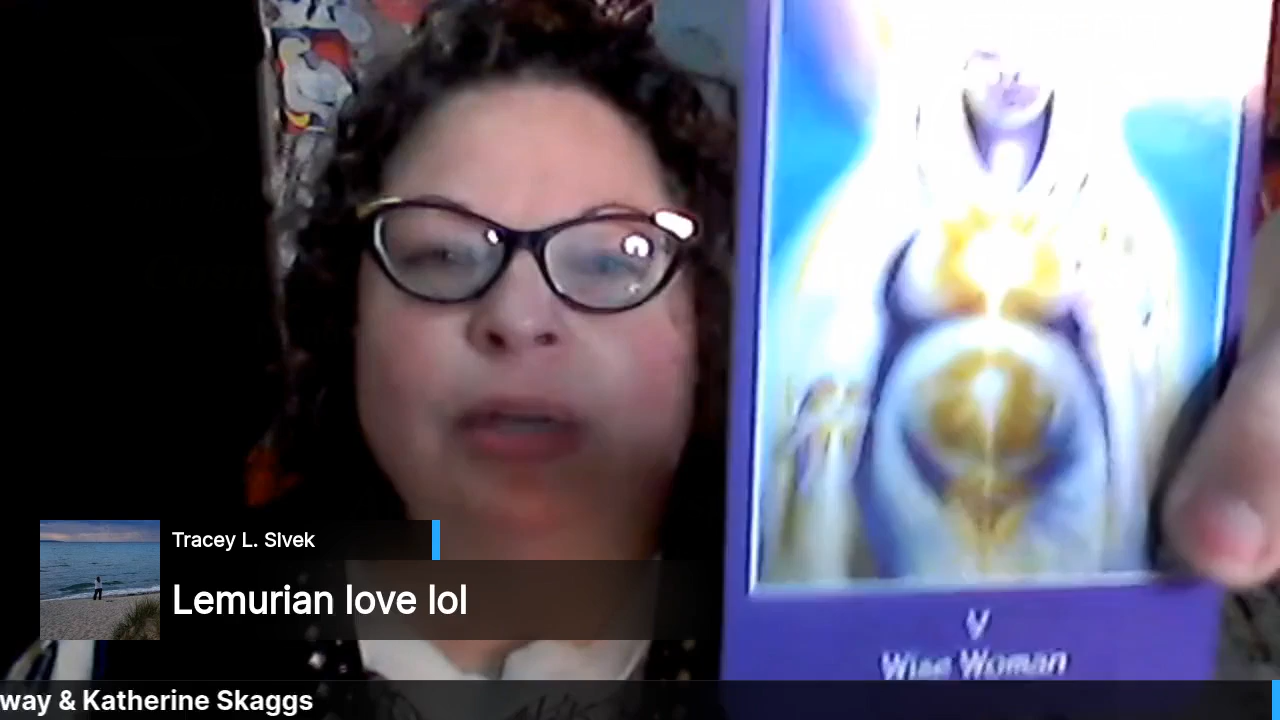 V
Wise Woman
Tracey L. Slvek
Lemurian love lol
way & Katherine Skaggs